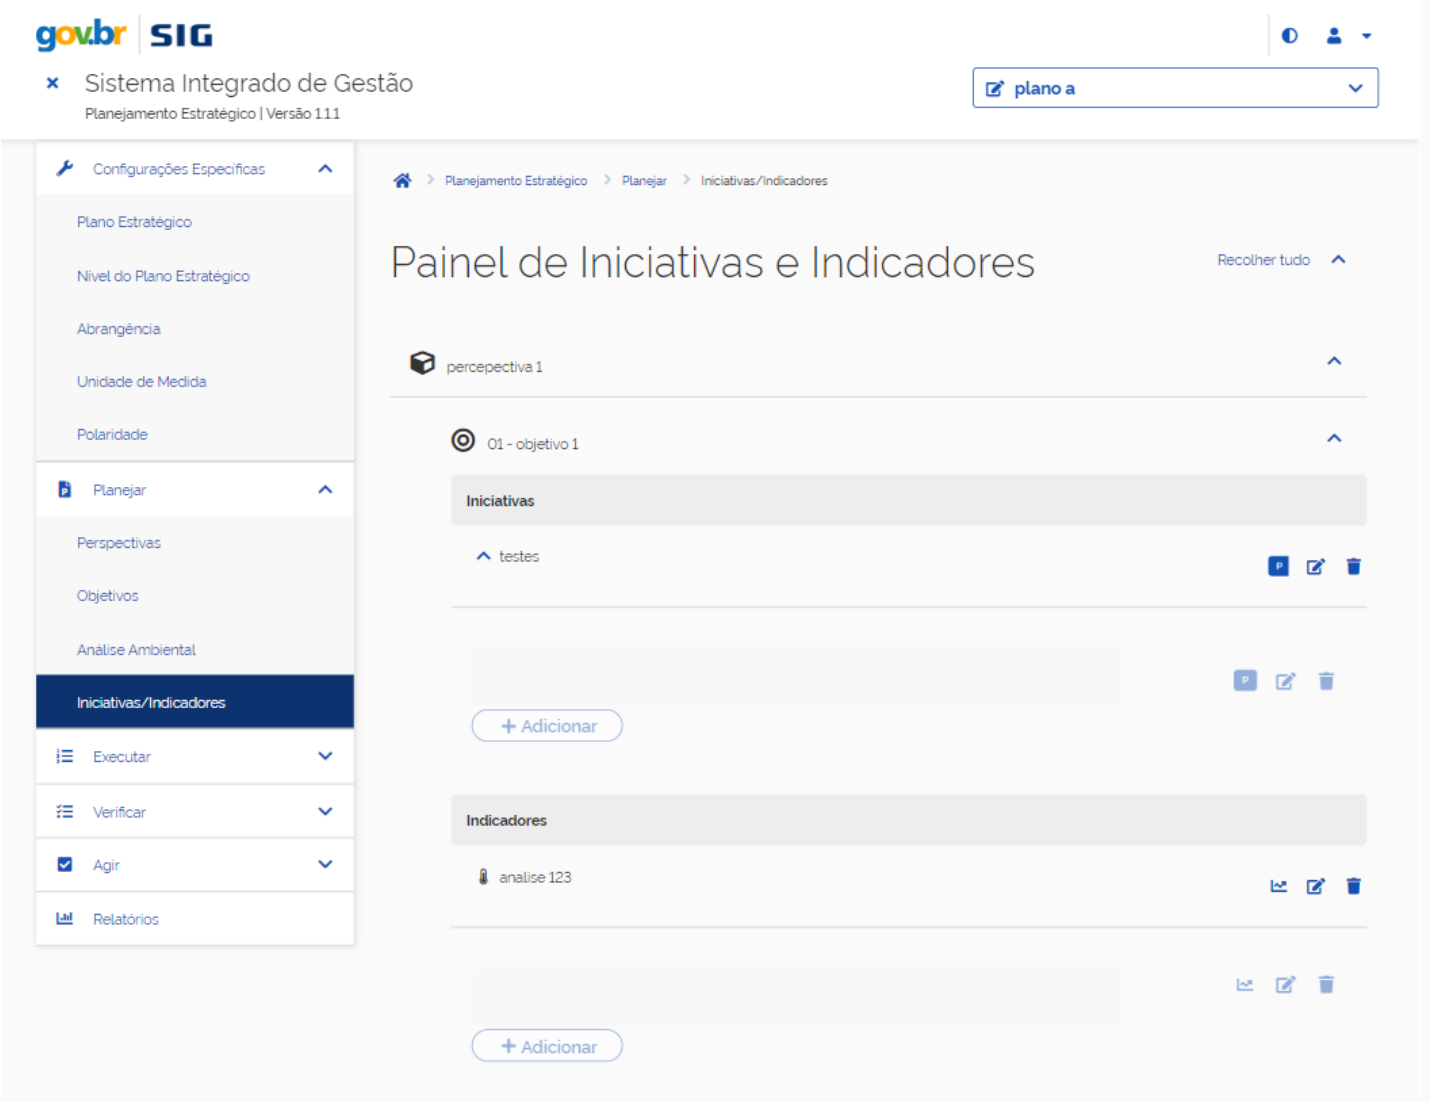 gov.br SIG
Sistema Integrado de Gestão
Planejamento Estratégico | Versão 1.1.1
plano a
Configurações Específicas
Plano Estratégico
Nível do Plano Estratégico
Abrangência
Unidade de Medida
Polaridade
Planejar
Perspectivas
Objetivos
Análise Ambiental
Iniciativas/Indicadores
Executar
Verificar
Agir
Relatórios
Planejamento Estratégico > Planejar > Iniciativas/Indicadores
Painel de Iniciativas e Indicadores
Recolher tudo
percepectiva 1
01 - objetivo 1
Iniciativas
testes
P
P
+ Adicionar
Indicadores
analise 123
+ Adicionar